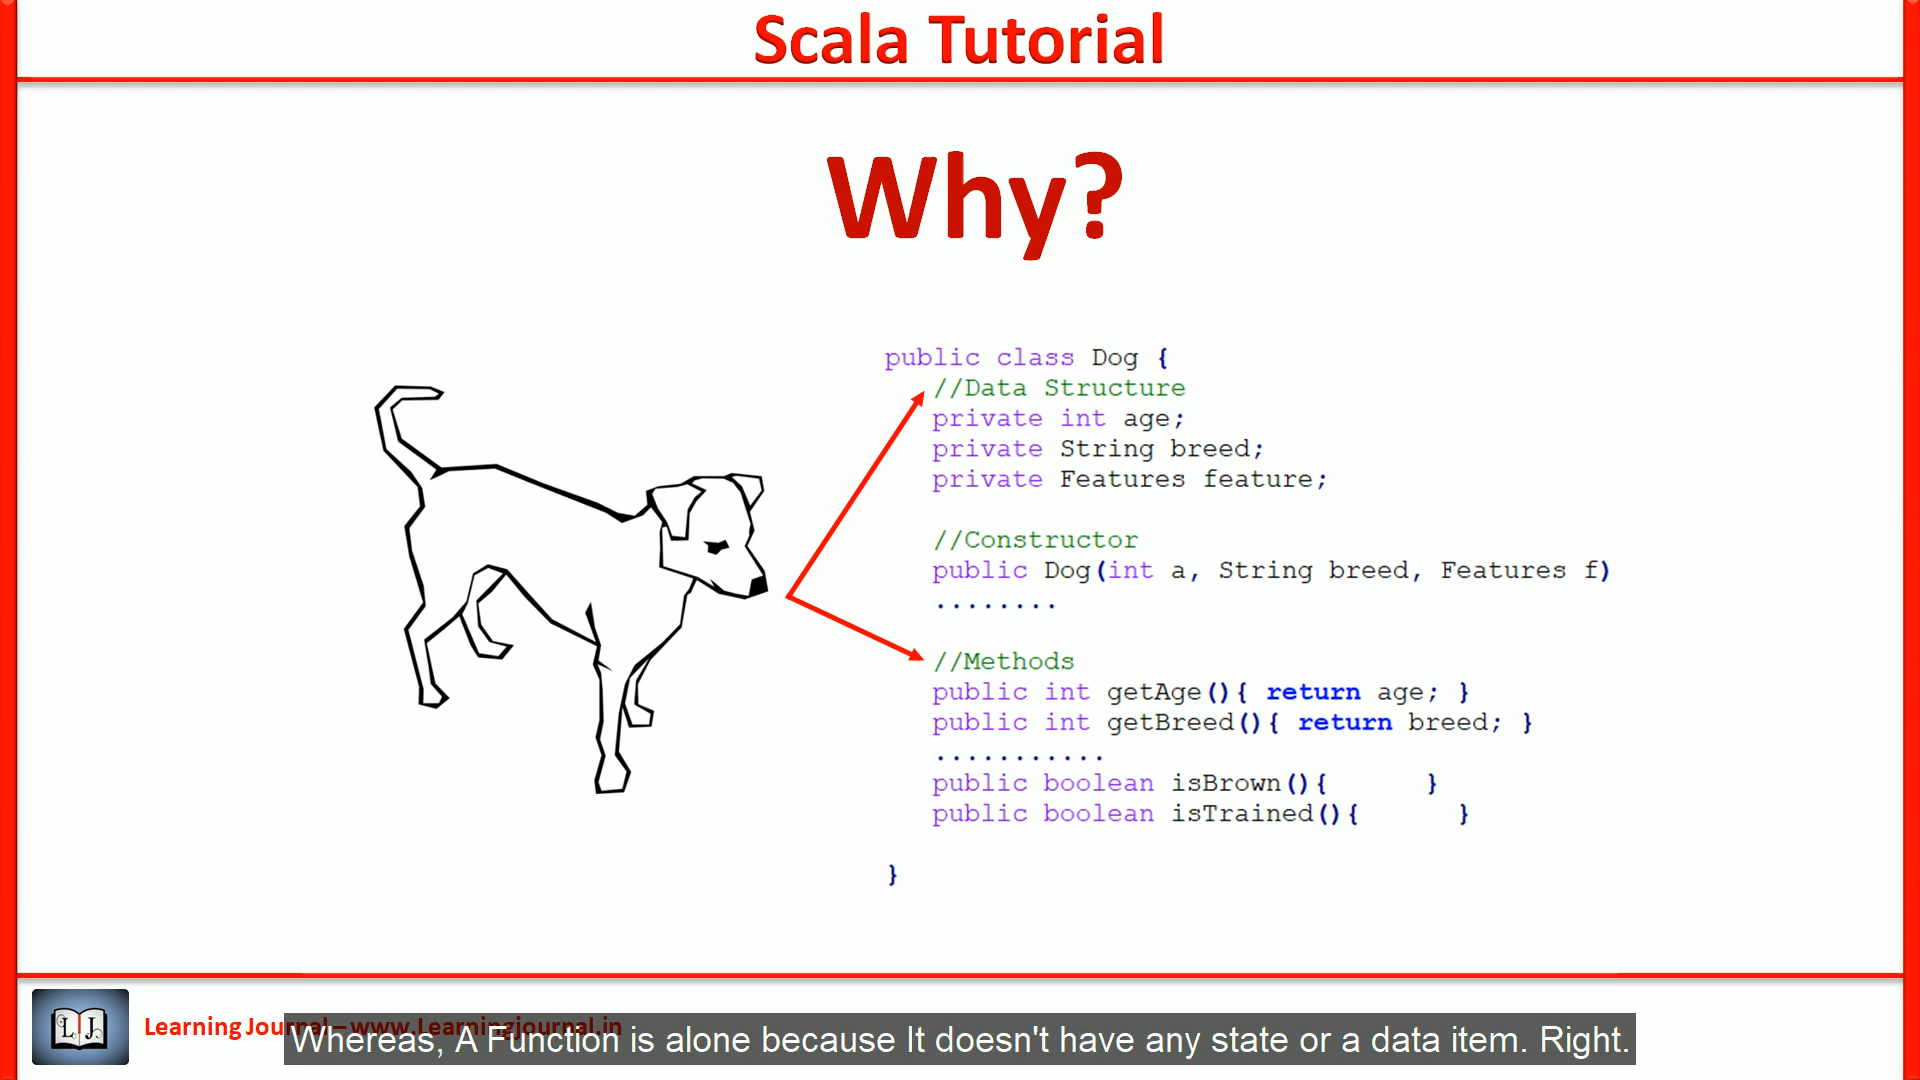 Scala Tutorial
Why?
public class Dog {
//Data Structure
private int age;
private String breed;
private Features feature;
//Constructor
public Dog(int a, String breed, Features f)
........
//Methods
public int getAge(){ return age; }
public int getBreed(){ return breed; }
...........
public boolean isBrown(){ }
public boolean isTrained(){ }
}
LJ
Learning Journal – www.Learningjournal.in
Whereas, A Function is alone because It doesn't have any state or a data item. Right.